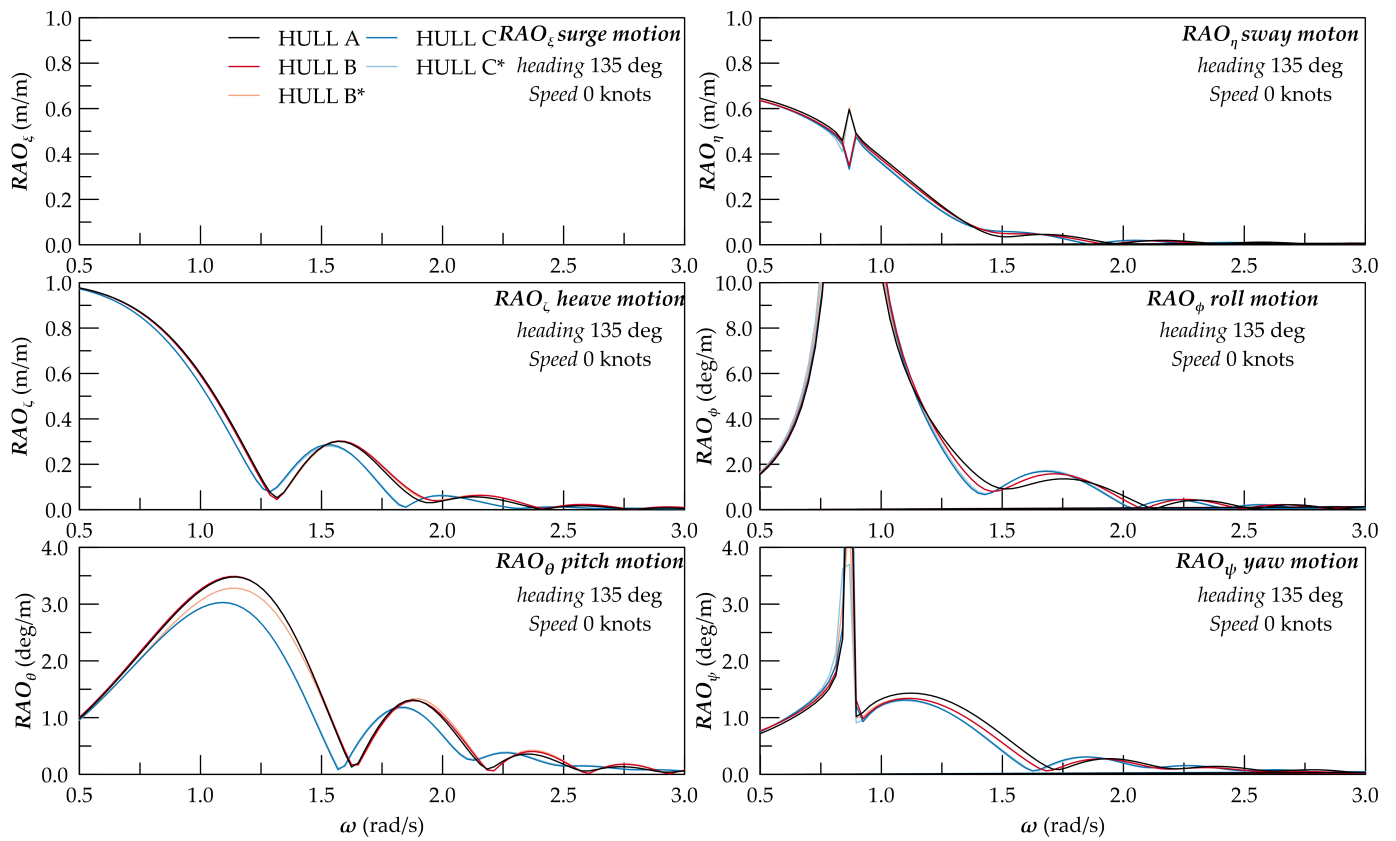 1.0
0.8
0.6
0.4
0.2
0.0
RAOξ (m/m)
HULL A
HULL B
HULL B*
HULL C
HULL C*
RAOξ surge motion
heading 135 deg
Speed 0 knots
0.5 1.0 1.5 2.0 2.5 3.0
1.0
0.8
0.6
0.4
0.2
0.0
RAOη (m/m)
RAOη sway moton
heading 135 deg
Speed 0 knots
0.5 1.0 1.5 2.0 2.5 3.0
1.0
0.8
0.6
0.4
0.2
0.0
RAOζ (m/m)
RAOζ heave motion
heading 135 deg
Speed 0 knots
0.5 1.0 1.5 2.0 2.5 3.0
10.0
8.0
6.0
4.0
2.0
0.0
RAOϕ (deg/m)
RAOϕ roll motion
heading 135 deg
Speed 0 knots
0.5 1.0 1.5 2.0 2.5 3.0
4.0
3.0
2.0
1.0
0.0
RAOθ (deg/m)
RAOθ pitch motion
heading 135 deg
Speed 0 knots
0.5 1.0 1.5 2.0 2.5 3.0
ω (rad/s)
4.0
3.0
2.0
1.0
0.0
RAOψ (deg/m)
RAOψ yaw motion
heading 135 deg
Speed 0 knots
0.5 1.0 1.5 2.0 2.5 3.0
ω (rad/s)